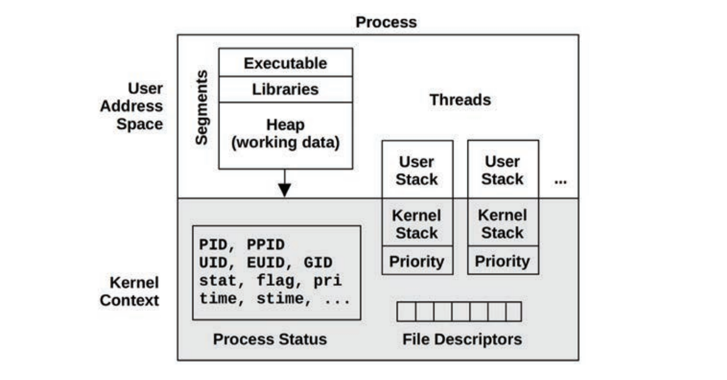 Process
User
Address
Space
Segments
Executable
Libraries
Heap
(working data)
Threads
User
Stack
User
Stack
...
Kernel
Context
PID, PPID
UID, EUID, GID
stat, flag, pri
time, stime, ...
Process Status
Kernel
Stack
Priority
Kernel
Stack
Priority
File Descriptors